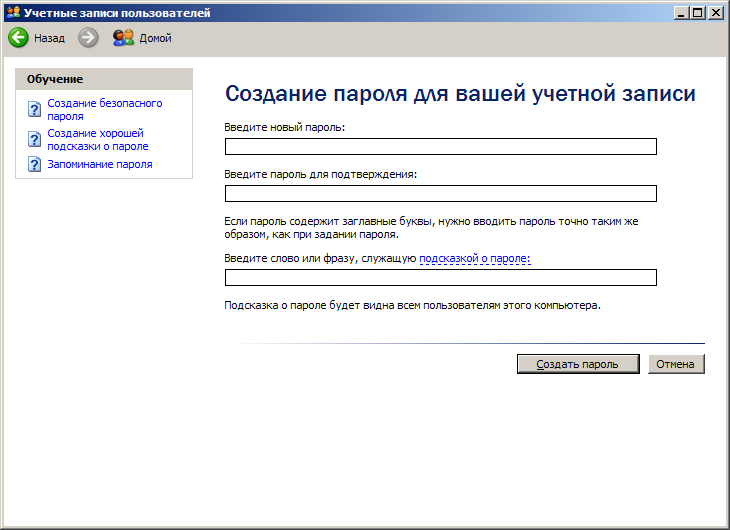 Учетные записи пользователей
Назад
Домой
Обучение
Создание безопасного
пароля
Создание хорошей
подсказки о пароле
Запоминание пароля
Создание пароля для вашей учетной записи
Введите новый пароль:
Введите пароль для подтверждения:
Если пароль содержит заглавные буквы, нужно вводить пароль точно таким же
образом, как при задании пароля.
Введите слово или фразу, служащую подсказкой о пароле:
Подсказка о пароле будет видна всем пользователям этого компьютера.
Создать пароль
Отмена